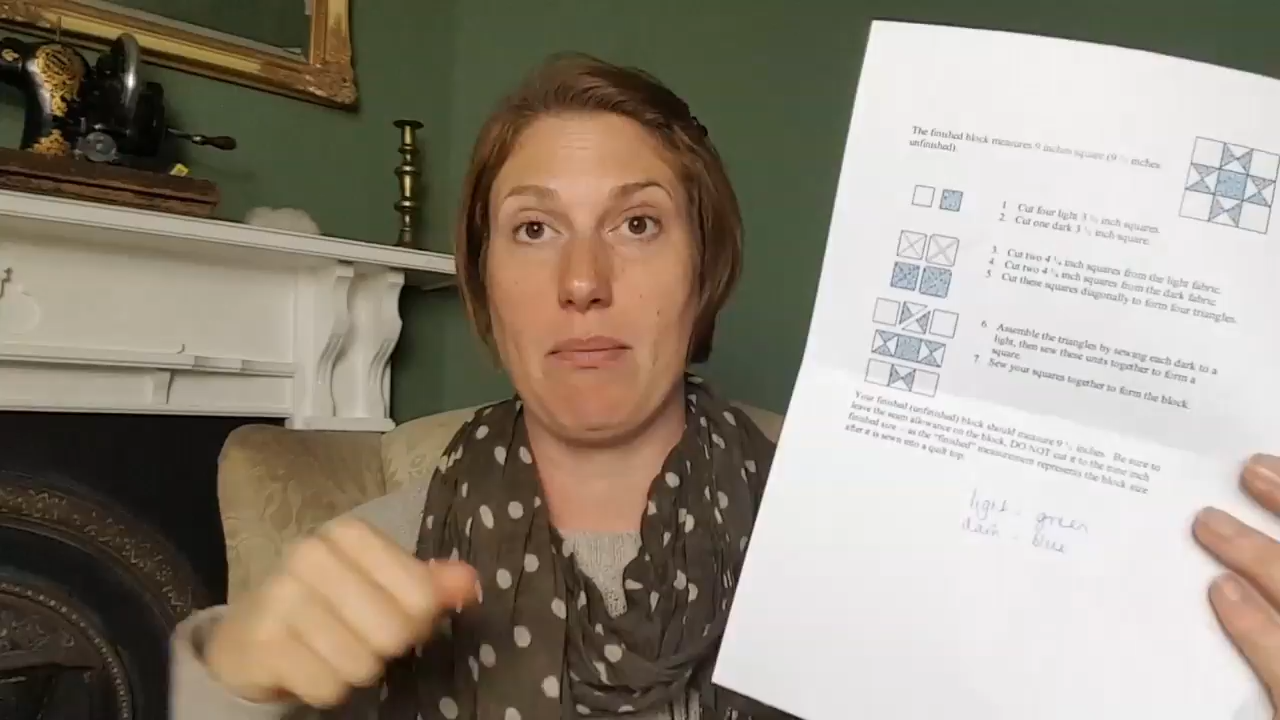 The finished block measures 9 inches square (9 ½ inches
unfinished).
1. Cut four light 3 ½ inch squares.
2. Cut one dark 3 ½ inch square.
3. Cut two 4 ¼ inch squares from the light fabric.
4. Cut two 4 ¼ inch squares from the dark fabric.
5. Cut these squares diagonally to form four triangles.
6. Assemble the triangles by sewing each dark to a
light, then sew these units together to form a
square.
7. Sew your squares together to form the block.
Your finished (unfinished) block should measure 9 ½ inches. Be sure to
leave the seam allowance on the block, DO NOT cut it to the nine inch
finished size – as the "finished" measurement represents the block size
after it is sewn into a quilt top.
light - green
dark - blue